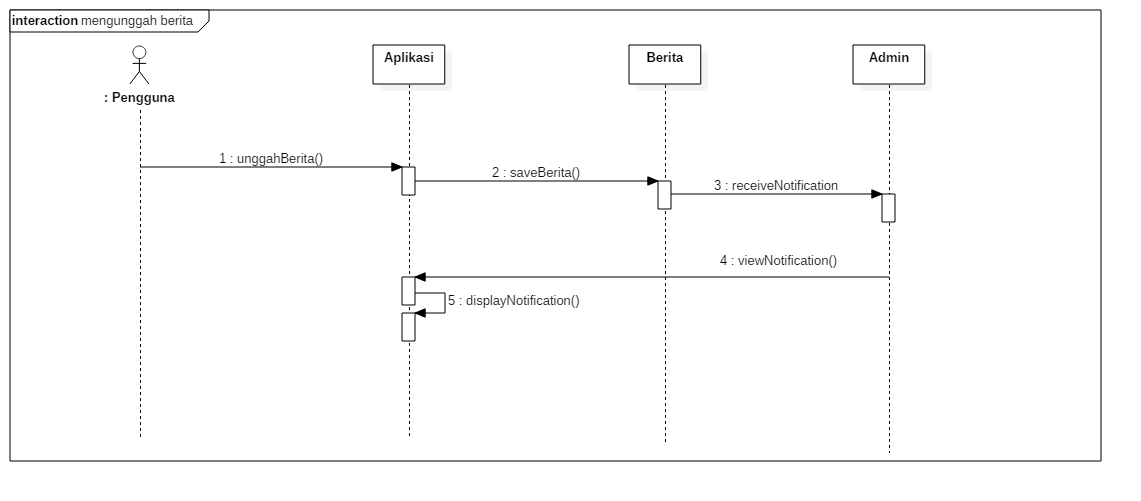 interaction mengunggah berita
Aplikasi
Berita
Admin
: Pengguna
1 : unggahBerita()
2 : saveBerita()
3 : receiveNotification
4 : viewNotification()
5 : displayNotification()